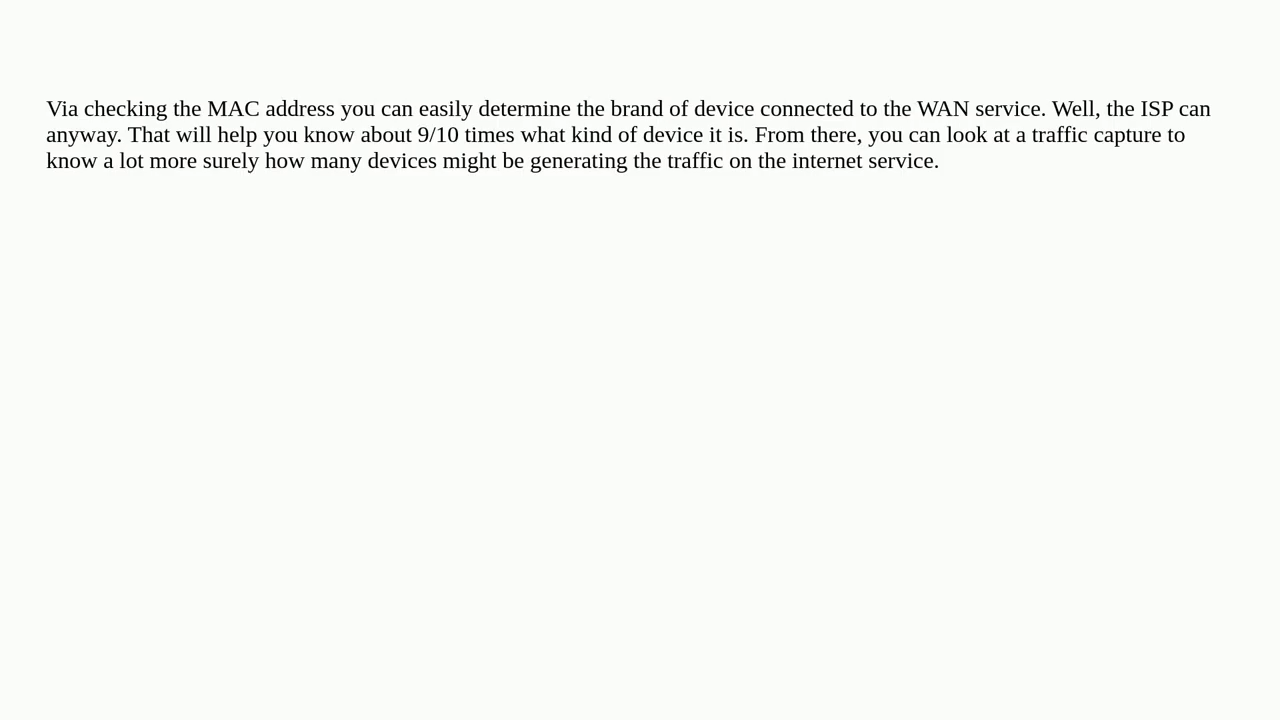 Via checking the MAC address you can easily determine the brand of device connected to the WAN service. Well, the ISP can
anyway. That will help you know about 9/10 times what kind of device it is. From there, you can look at a traffic capture to
know a lot more surely how many devices might be generating the traffic on the internet service.